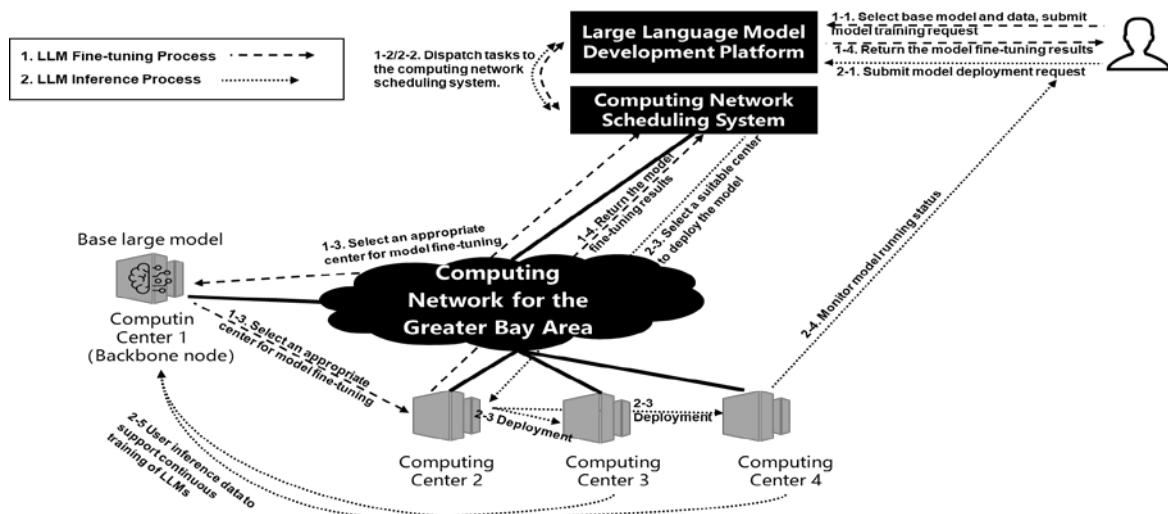 1. LLM Fine-tuning Process
2. LLM Inference Process
1-2/2-2. Dispatch tasks to
the computing network
scheduling system.
Large Language Model
Development Platform
1-1. Select base model and data, submit
model training request
1-4. Return the model fine-tuning results
2-1. Submit model deployment request
Computing Network
Scheduling System
1-4. Return the model
fine-tuning results
2-3. Select a suitable center
to deploy the model
2-4. Monitor model running status
1-3. Select an appropriate
center for model fine-tuning
Base large model
Computin
Center 1
(Backbone node)
Computing
Network for the
Greater Bay Area
1-3. Select an appropriate
center for model fine-tuning
2-3 Deployment
2-3
Deployment
Computing
Center 2
Computing
Center 3
Computing
Center 4
2-5 User inference data to
support continuous
training of LLMs